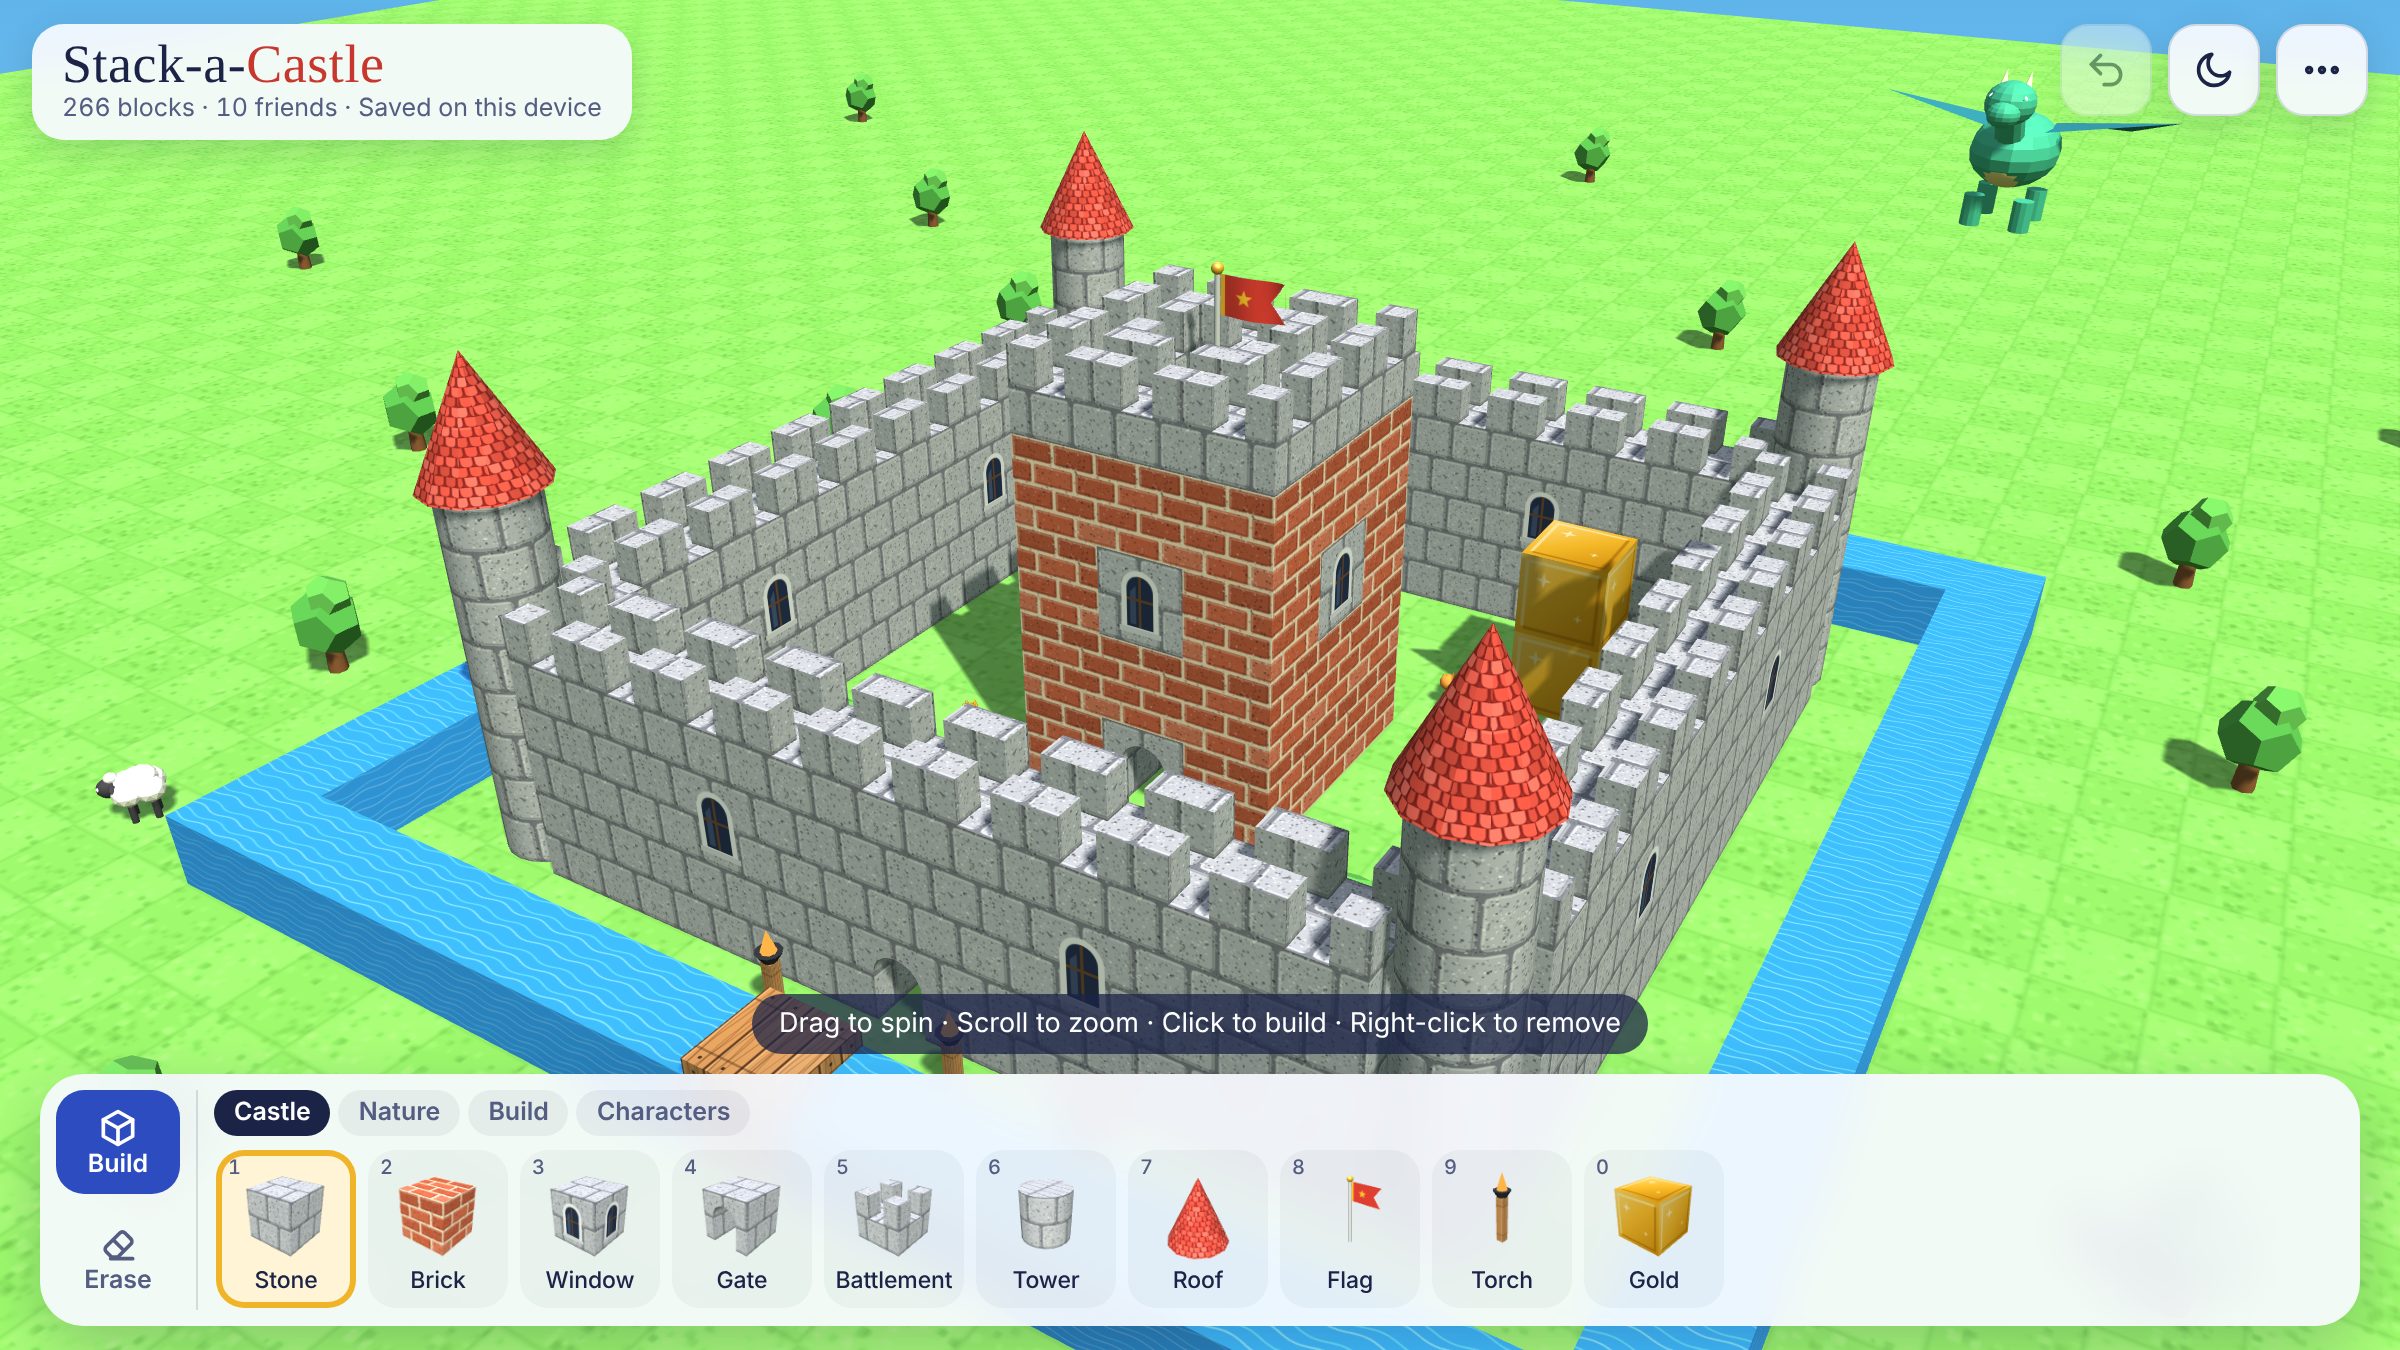 Stack-a-Castle
266 blocks · 10 friends · Saved on this device
Drag to spin · Scroll to zoom · Click to build · Right-click to remove
Build
Erase
Castle
Nature
Build
Characters
1
Stone
2
Brick
3
Window
4
Gate
5
Battlement
6
Tower
7
Roof
8
Flag
9
Torch
0
Gold